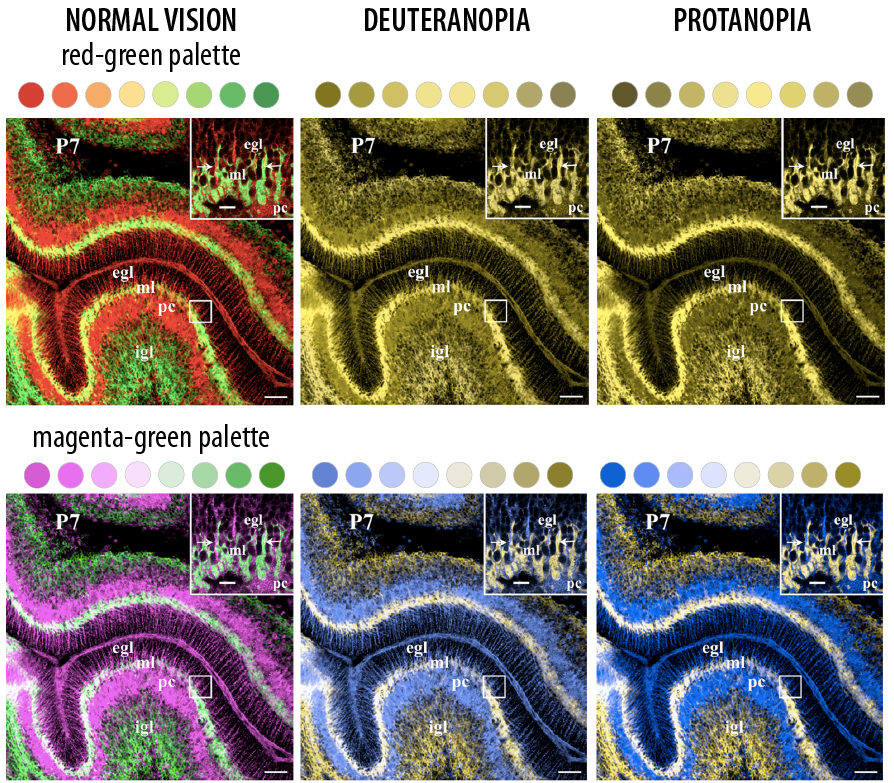 NORMAL VISION
DEUTERANOPIA
PROTANOPIA
red-green palette
P7
egl
ml
pc
egl
ml
pc
igl
P7
egl
ml
pc
egl
ml
pc
igl
P7
egl
ml
pc
egl
ml
pc
igl
magenta-green palette
P7
egl
ml
pc
egl
ml
pc
igl
P7
egl
ml
pc
egl
ml
pc
igl
P7
egl
ml
pc
egl
ml
pc
igl